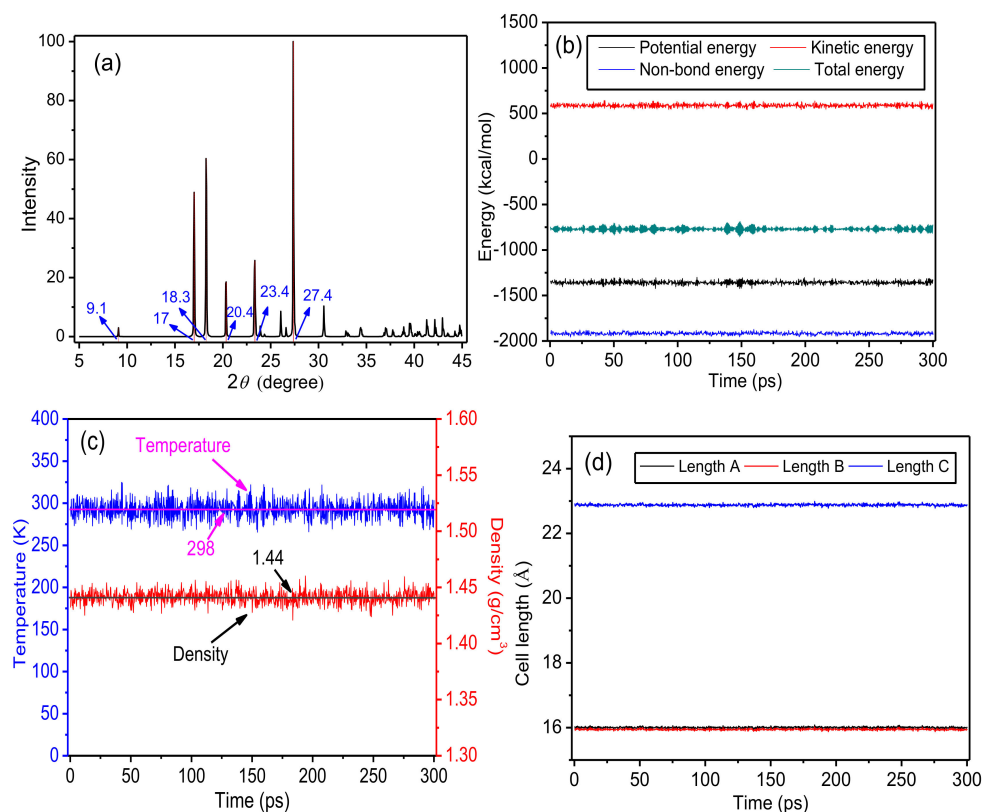 (a)
100
80
60
40
20
0
Intensity
9.1
17
18.3
20.4
23.4
27.4
5 10 15 20 25 30 35 40 45
2θ (degree)
(b)
Potential energy Kinetic energy
Non-bond energy Total energy
1500
1000
500
0
-500
-1000
-1500
-2000
Energy (kcal/mol)
0 50 100 150 200 250 300
Time (ps)
(c)
400
350
300
250
200
150
100
50
0
Temperature (K)
Temperature
298
1.44
Density
1.60
1.55
1.50
1.45
1.40
1.35
1.30
Density (g/cm³)
0 50 100 150 200 250 300
Time (ps)
(d)
Length A Length B Length C
24
22
20
18
16
Cell length (Å)
0 50 100 150 200 250 300
Time (ps)